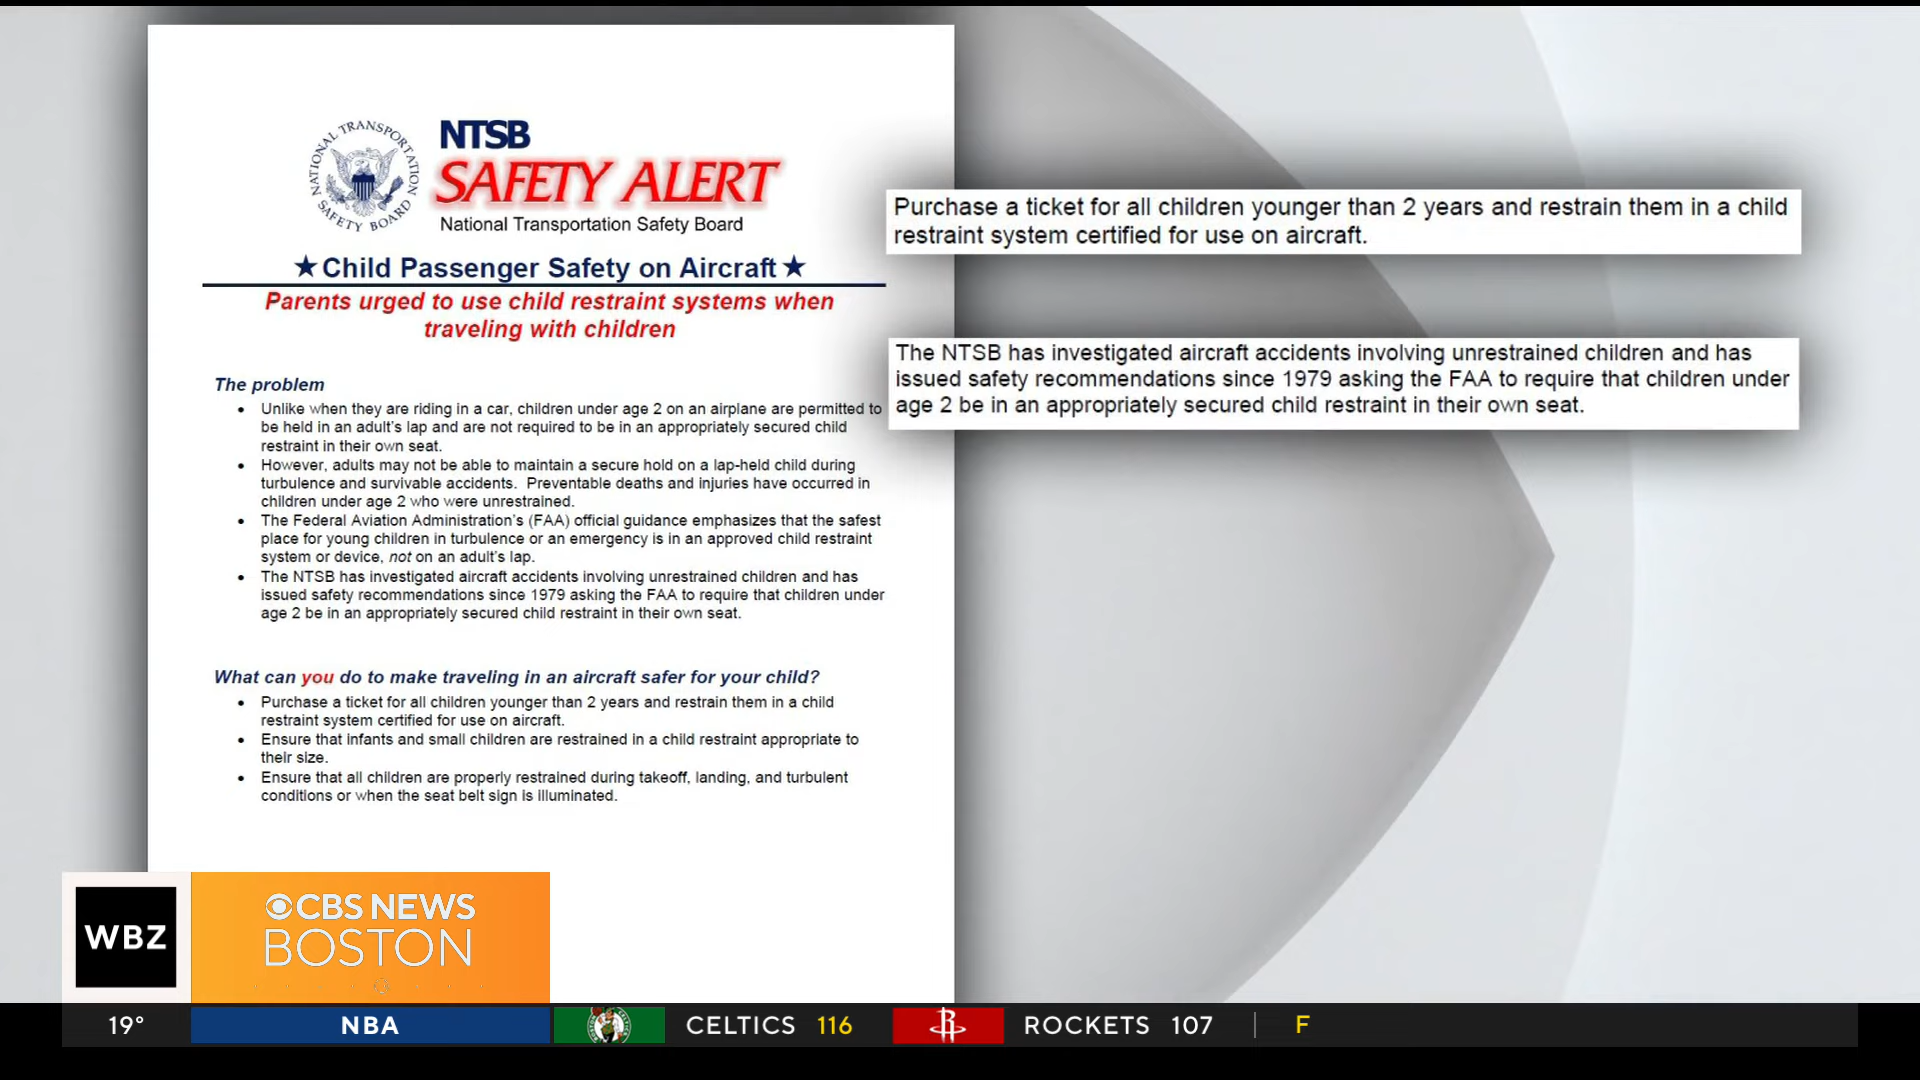 NATIONAL TRANSPORTATION SAFETY BOARD
NTSB
SAFETY ALERT
National Transportation Safety Board
★ Child Passenger Safety on Aircraft ★
Parents urged to use child restraint systems when
traveling with children
The problem
• Unlike when they are riding in a car, children under age 2 on an airplane are permitted to
be held in an adult's lap and are not required to be in an appropriately secured child
restraint in their own seat.
• However, adults may not be able to maintain a secure hold on a lap-held child during
turbulence and survivable accidents. Preventable deaths and injuries have occurred in
children under age 2 who were unrestrained.
• The Federal Aviation Administration's (FAA) official guidance emphasizes that the safest
place for young children in turbulence or an emergency is in an approved child restraint
system or device, not on an adult's lap.
• The NTSB has investigated aircraft accidents involving unrestrained children and has
issued safety recommendations since 1979 asking the FAA to require that children under
age 2 be in an appropriately secured child restraint in their own seat.
What can you do to make traveling in an aircraft safer for your child?
• Purchase a ticket for all children younger than 2 years and restrain them in a child
restraint system certified for use on aircraft.
• Ensure that infants and small children are restrained in a child restraint appropriate to
their size.
• Ensure that all children are properly restrained during takeoff, landing, and turbulent
conditions or when the seat belt sign is illuminated.
Purchase a ticket for all children younger than 2 years and restrain them in a child
restraint system certified for use on aircraft.
The NTSB has investigated aircraft accidents involving unrestrained children and has
issued safety recommendations since 1979 asking the FAA to require that children under
age 2 be in an appropriately secured child restraint in their own seat.
WBZ
CBS NEWS
BOSTON
19° NBA CELTICS 116 R ROCKETS 107 | F